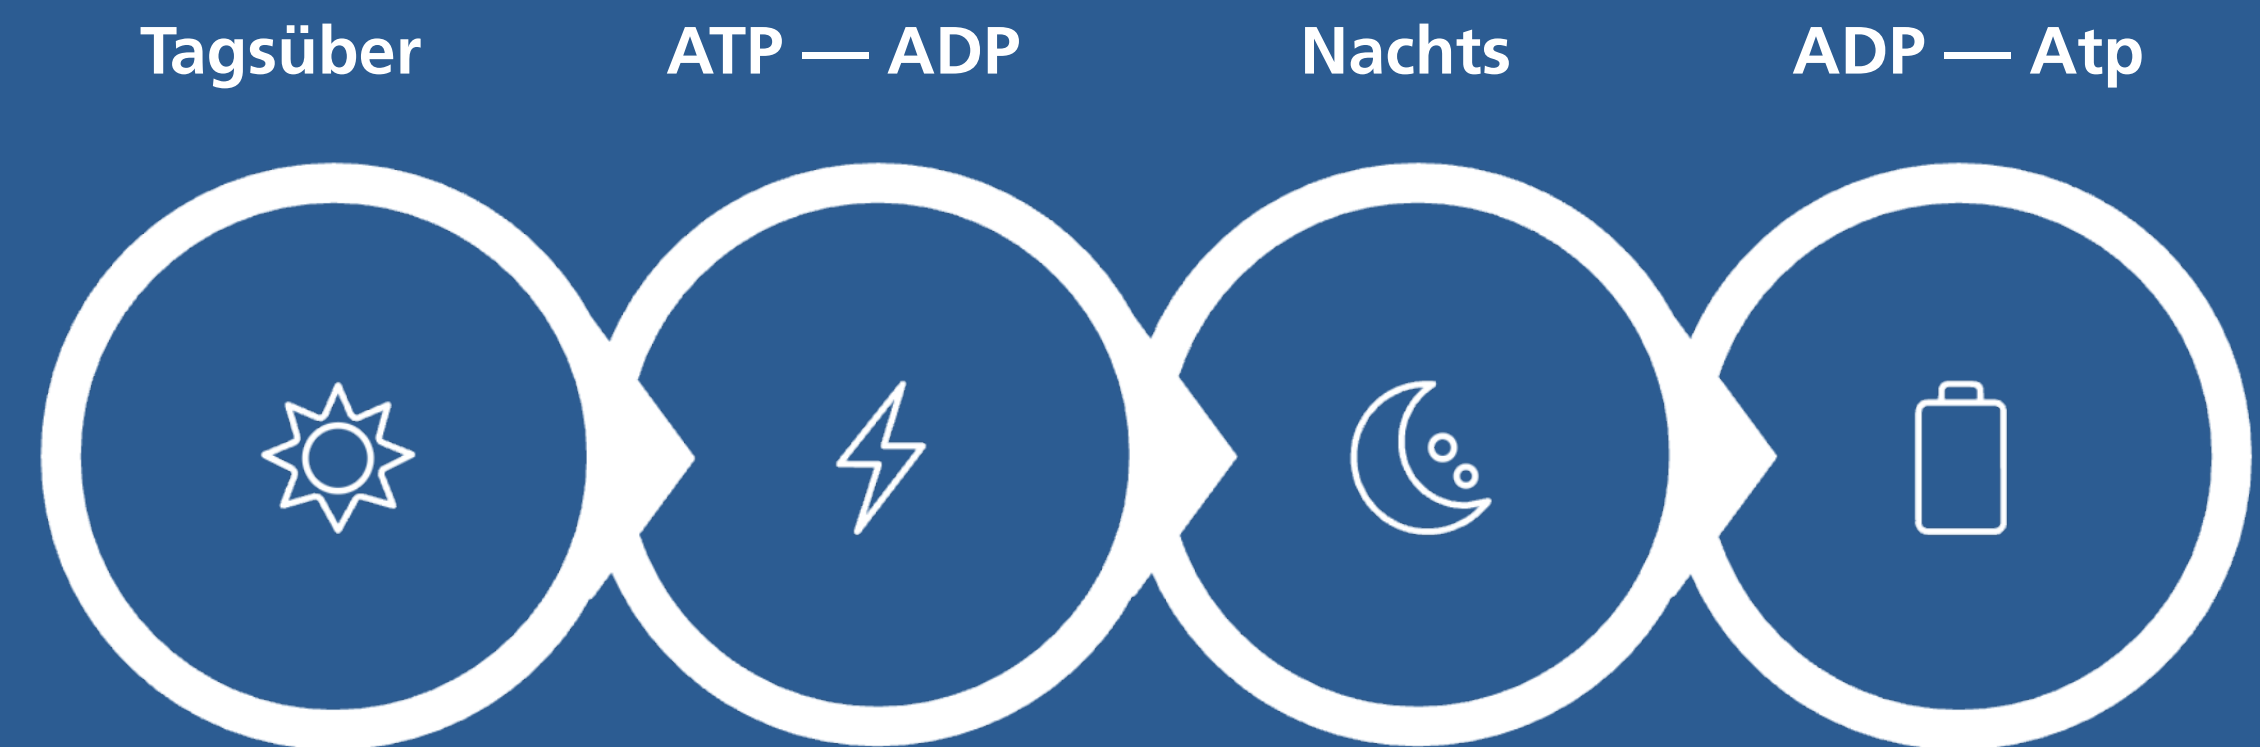 Tagsüber
ATP — ADP
Nachts
ADP — Atp